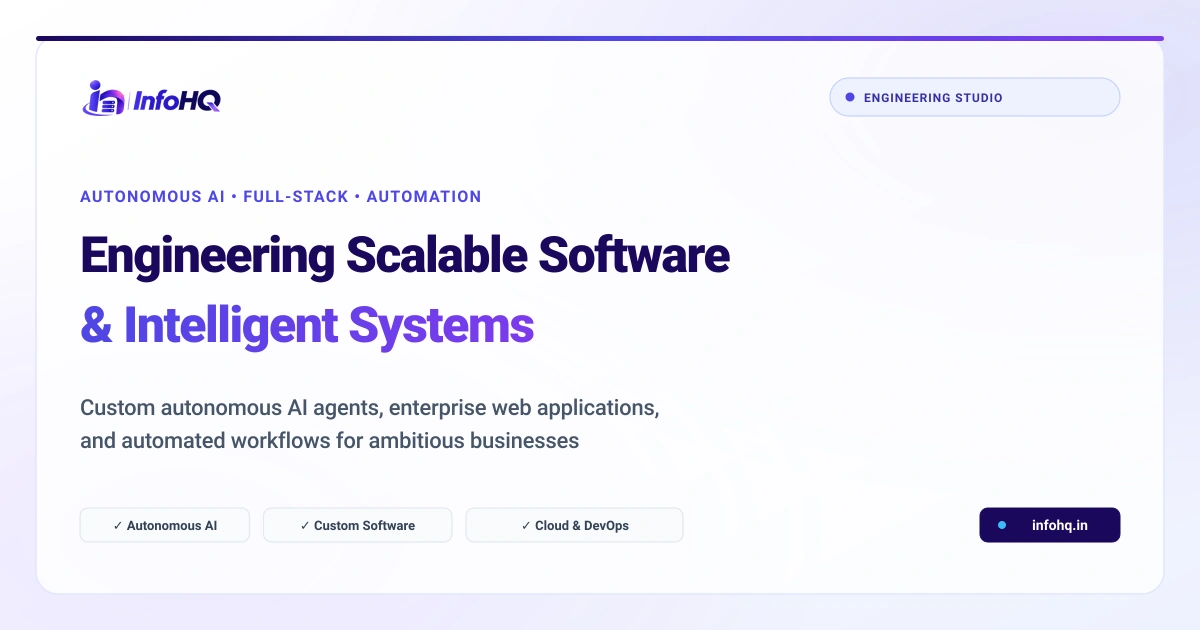 InfoHQ
ENGINEERING STUDIO
AUTONOMOUS AI • FULL-STACK • AUTOMATION
Engineering Scalable Software
& Intelligent Systems
Custom autonomous AI agents, enterprise web applications,
and automated workflows for ambitious businesses
✓ Autonomous AI
✓ Custom Software
✓ Cloud & DevOps
infohq.in